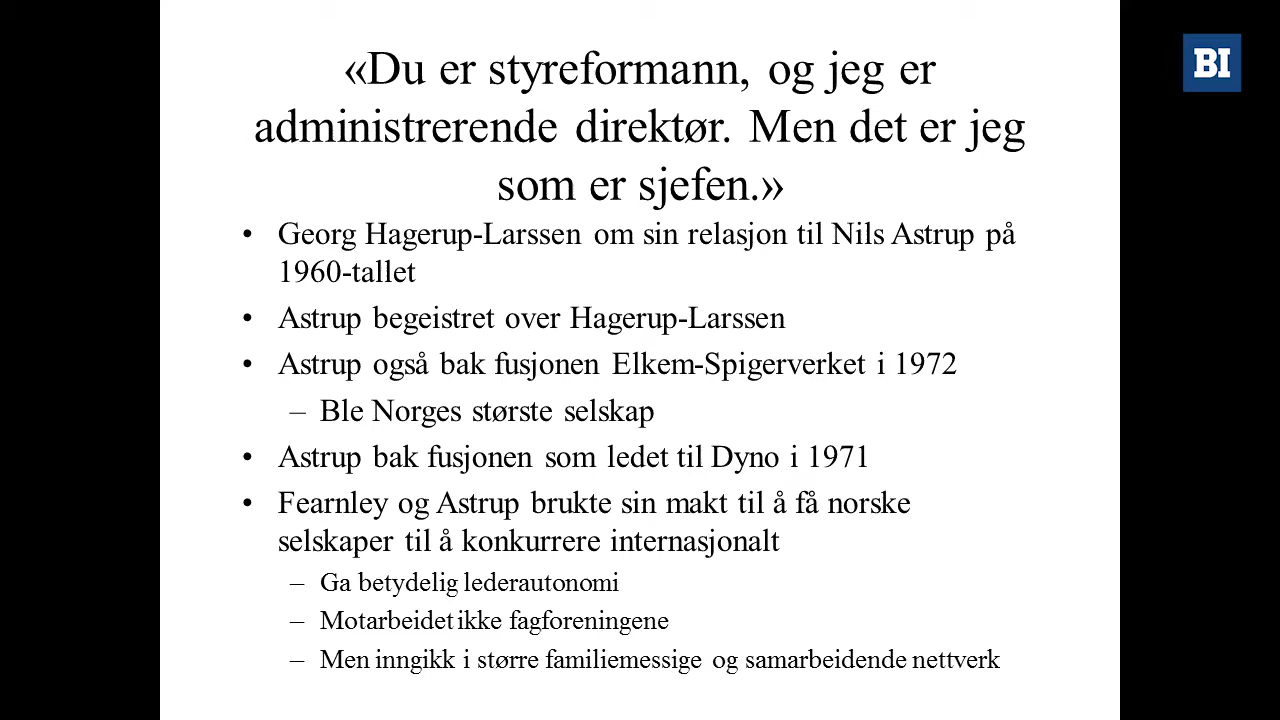 BI
«Du er styreformann, og jeg er
administrerende direktør. Men det er jeg
som er sjefen.»
• Georg Hagerup-Larssen om sin relasjon til Nils Astrup på
1960-tallet
• Astrup begeistret over Hagerup-Larssen
• Astrup også bak fusjonen Elkem-Spigerverket i 1972
– Ble Norges største selskap
• Astrup bak fusjonen som ledet til Dyno i 1971
• Fearnley og Astrup brukte sin makt til å få norske
selskaper til å konkurrere internasjonalt
– Ga betydelig lederautonomi
– Motarbeidet ikke fagforeningene
– Men inngikk i større familiemessige og samarbeidende nettverk